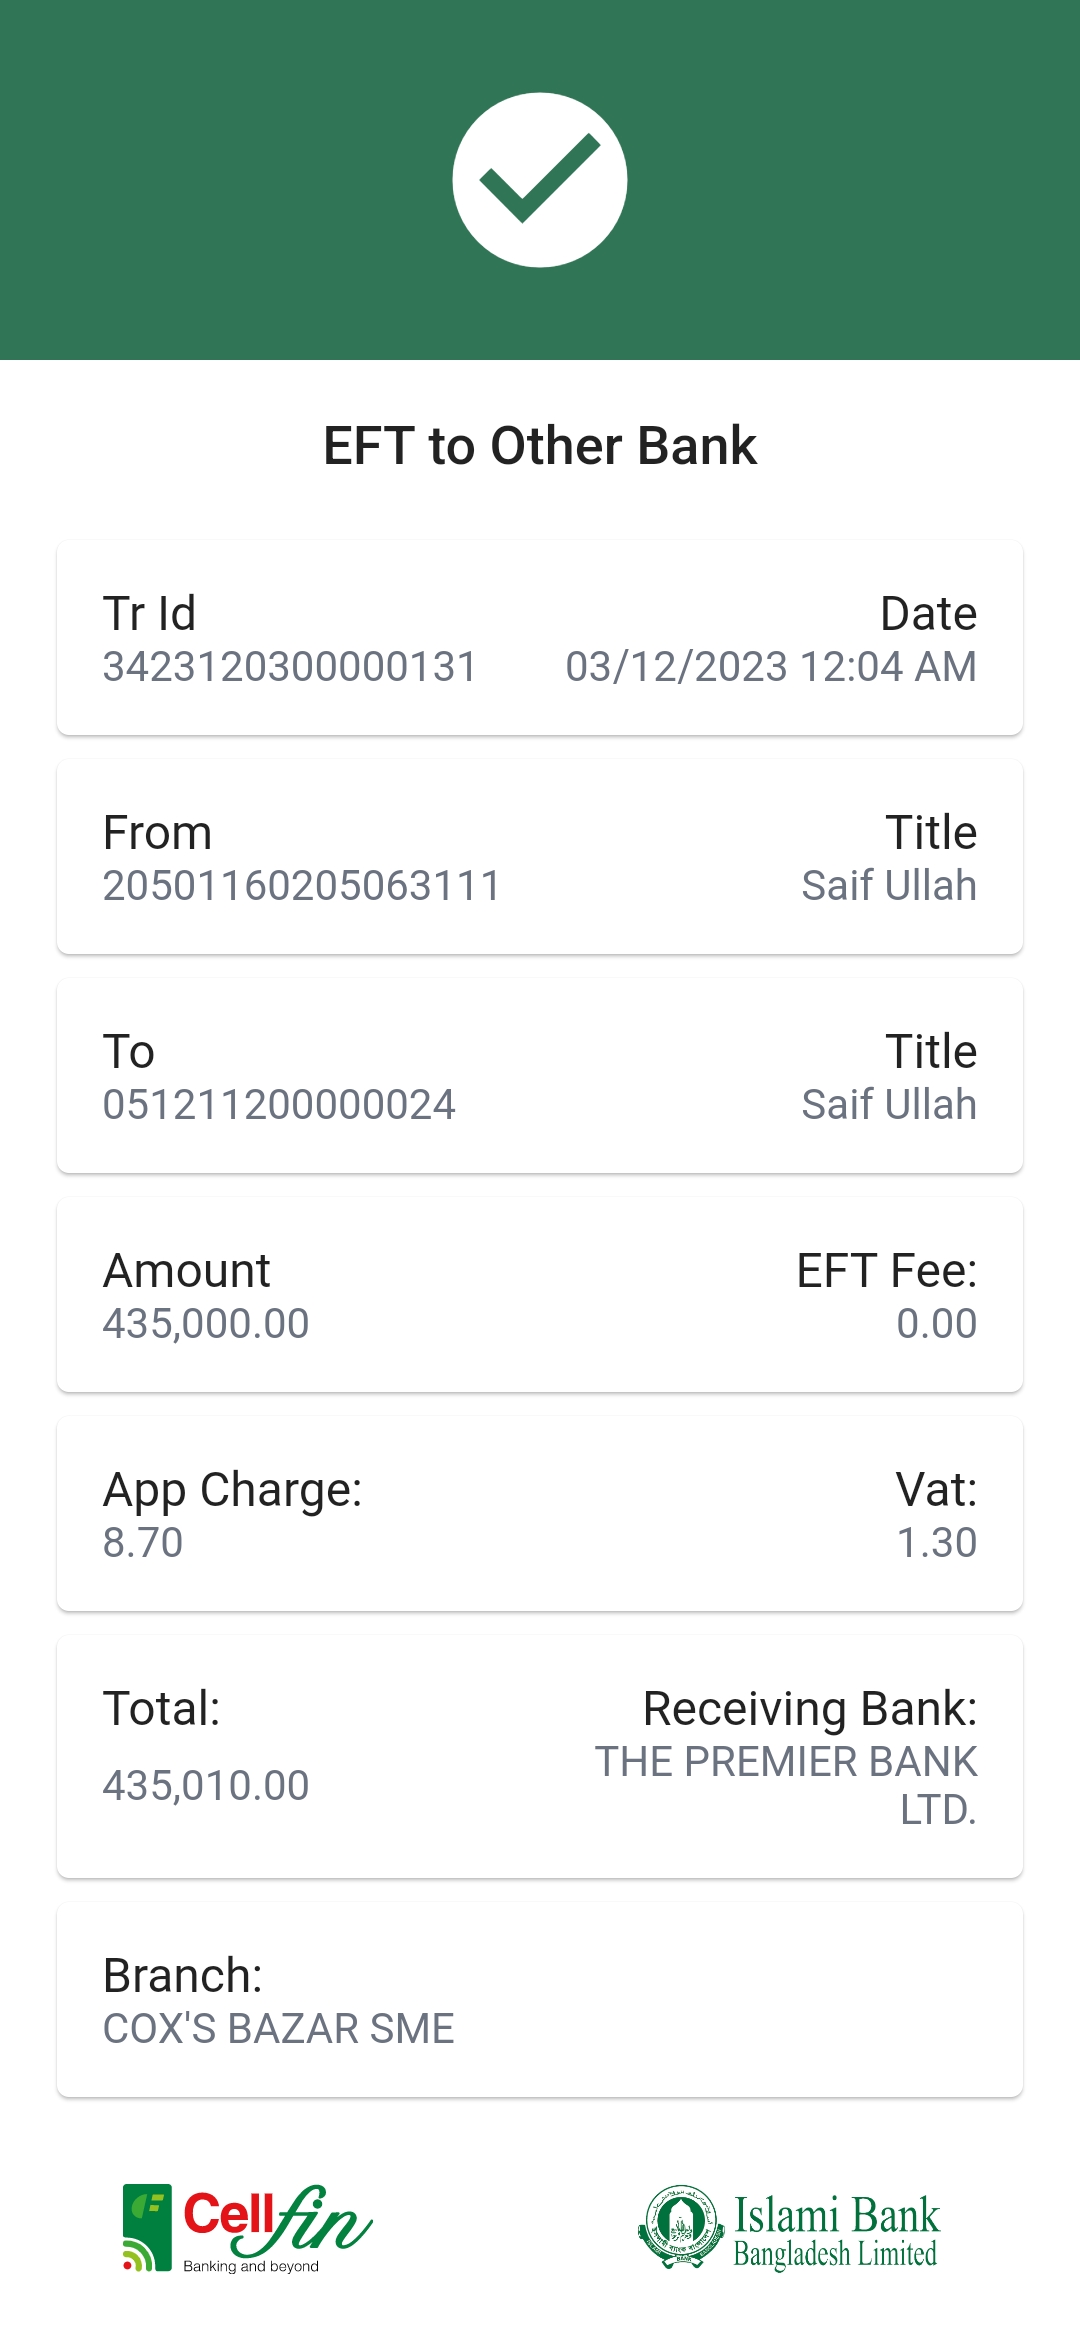 EFT to Other Bank
Tr Id Date
3423120300000131 03/12/2023 12:04 AM
From Title
20501160205063111 Saif Ullah
To Title
051211200000024 Saif Ullah
Amount EFT Fee:
435,000.00 0.00
App Charge: Vat:
8.70 1.30
Total: Receiving Bank:
435,010.00 THE PREMIER BANK
LTD.
Branch:
COX'S BAZAR SME
Cellfin
Banking and beyond
Islami Bank
Bangladesh Limited